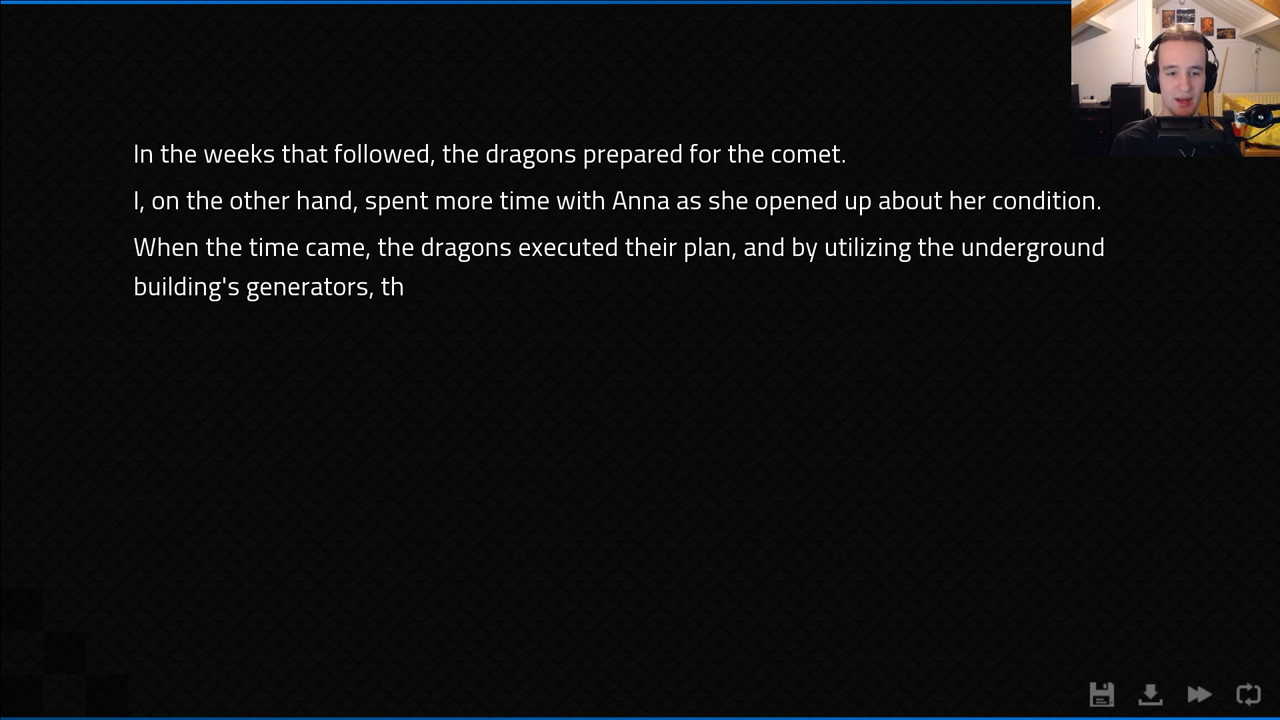 In the weeks that followed, the dragons prepared for the comet.
I, on the other hand, spent more time with Anna as she opened up about her condition.
When the time came, the dragons executed their plan, and by utilizing the underground
building's generators, th